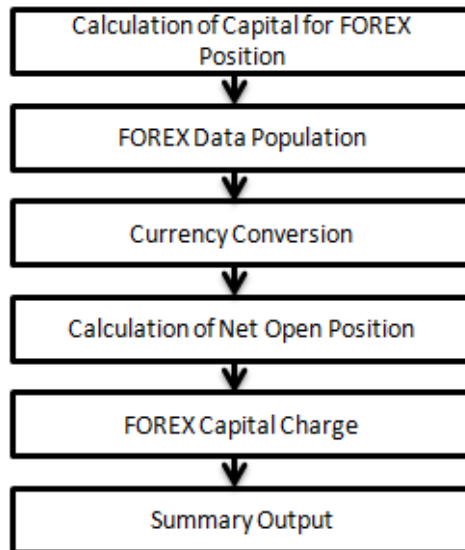 Calculation of Capital for FOREX
Position
FOREX Data Population
Currency Conversion
Calculation of Net Open Position
FOREX Capital Charge
Summary Output